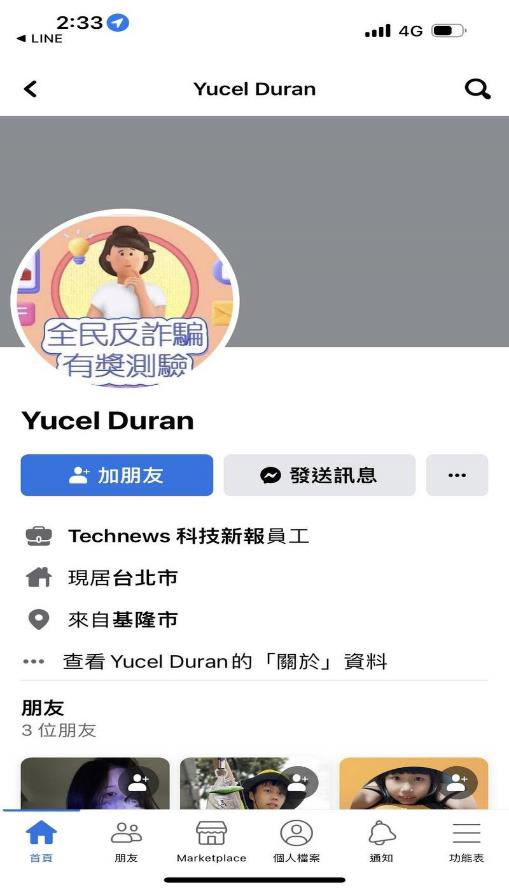 2:33
◀ LINE
4G
Yucel Duran
全民反詐騙
有獎測驗
Yucel Duran
加朋友
發送訊息
Technews 科技新報員工
現居台北市
來自基隆市
查看 Yucel Duran的「關於」資料
朋友
3 位朋友
首頁
朋友
Marketplace
個人檔案
通知
功能表